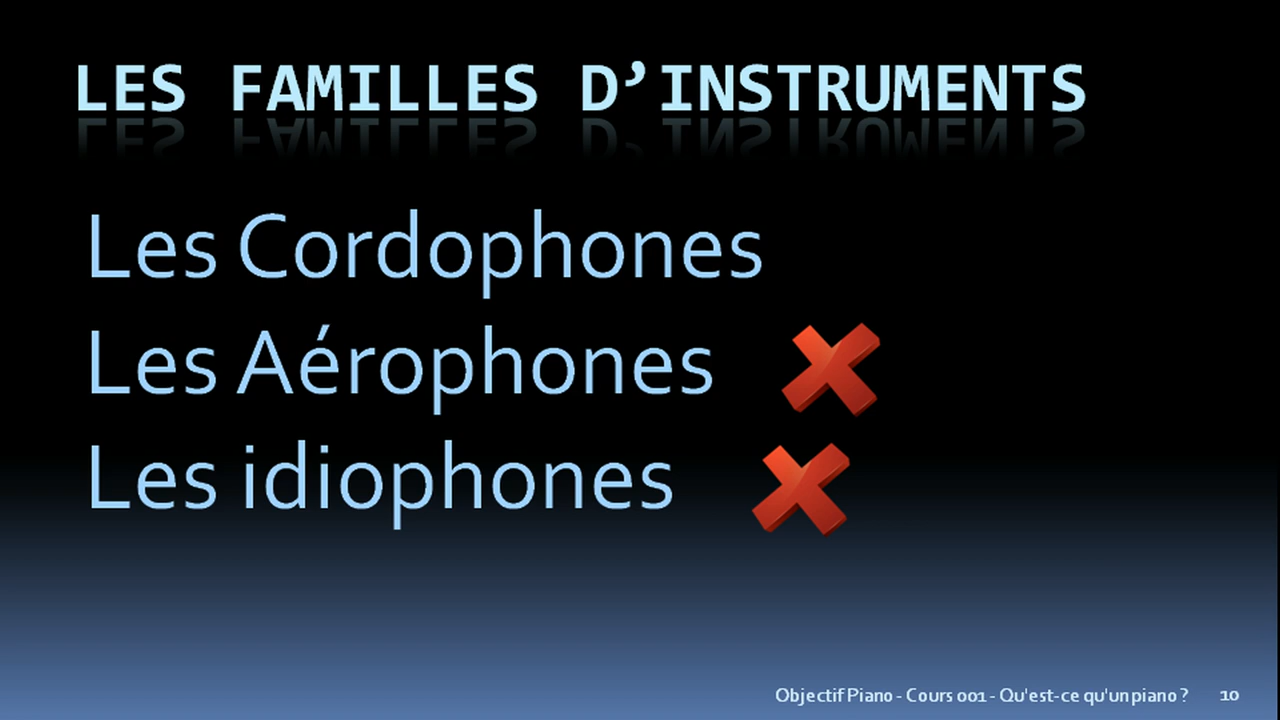 LES FAMILLES D’INSTRUMENTS
Les Cordophones
Les Aérophones
Les idiophones
Objectif Piano - Cours 001 - Qu'est-ce qu'un piano ? 10